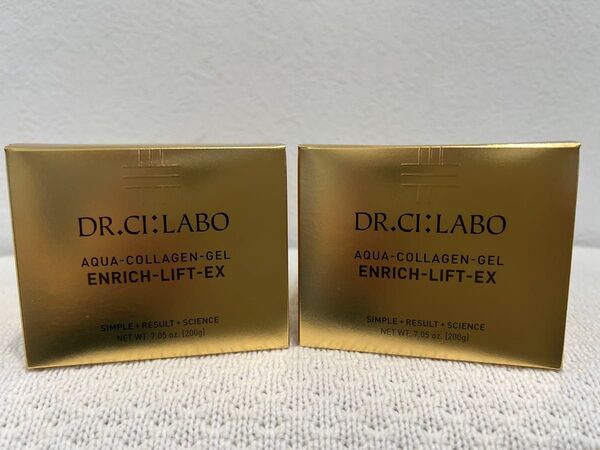 DR.CI:LABO
AQUA-COLLAGEN-GEL
ENRICH-LIFT-EX
SIMPLE + RESULT + SCIENCE
NET WT. 7.05 oz. [200g]
DR.CI:LABO
AQUA-COLLAGEN-GEL
ENRICH-LIFT-EX
SIMPLE + RESULT + SCIENCE
NET WT. 7.05 oz. [200g]